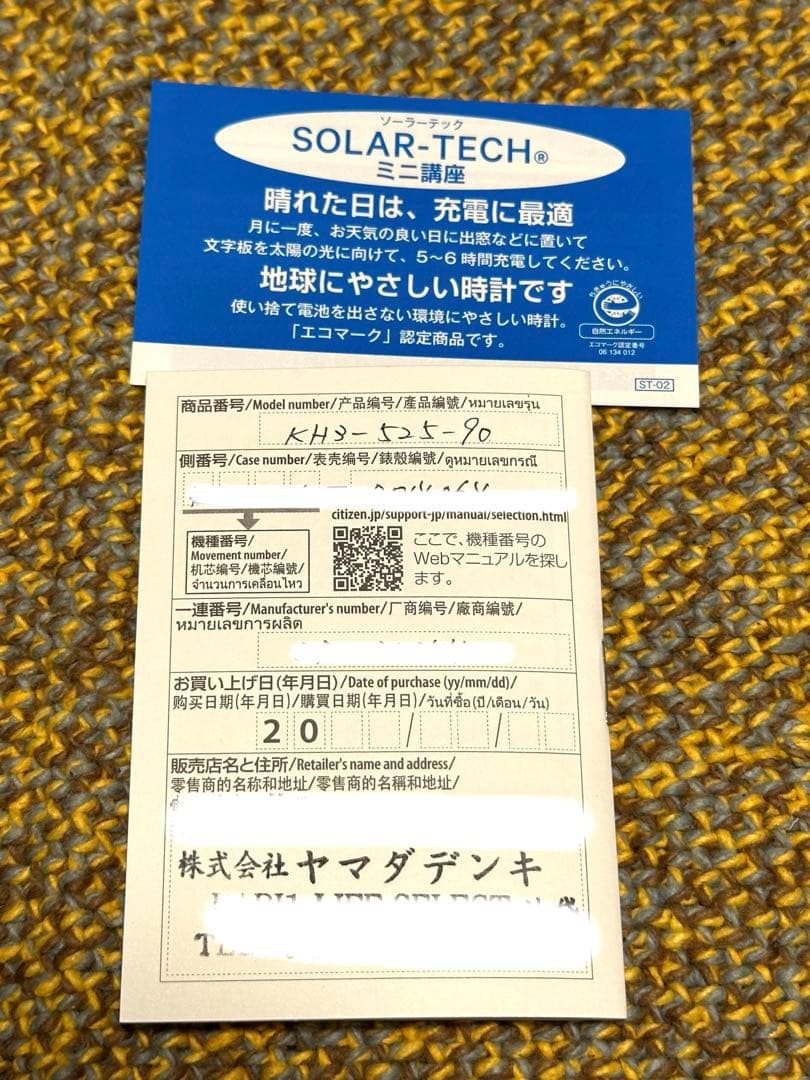 ソーラーテック
SOLAR-TECH®
ミニ講座
晴れた日は、充電に最適
月に一度、お天気の良い日に出窓などに置いて
文字板を太陽の光に向けて、5〜6時間充電してください。
地球にやさしい時計です
使い捨て電池を出さない環境にやさしい時計。
「エコマーク」認定商品です。
ちきゅうにやさしい
自然エネルギー
エコマーク認定番号
06 134 012
ST-02
商品番号/Model number/产品编号/產品編號/หมายเลขรุ่น
KH3-525-90
側番号/Case number/表壳编号/錶殼編號/ดูหมายเลขกรณี
citizen.jp/support-jp/manual/selection.html
機種番号/
Movement number/
机芯编号/機芯編號/
จำนวนการเคลื่อนไหว
ここで、機種番号の
Webマニュアルを探し
ます。
一連番号/Manufacturer's number/厂商编号/廠商編號/
หมายเลขการผลิต
お買い上げ日(年月日)/Date of purchase (yy/mm/dd)/
购买日期(年月日)/購買日期(年月日)/วันที่ซื้อ(ปี/เดือน/วัน)
20 / /
販売店名と住所/Retailer's name and address/
零售商的名称和地址/零售商的名稱和地址/
株式会社ヤマダデンキ
LABI1 LIFE SELECT